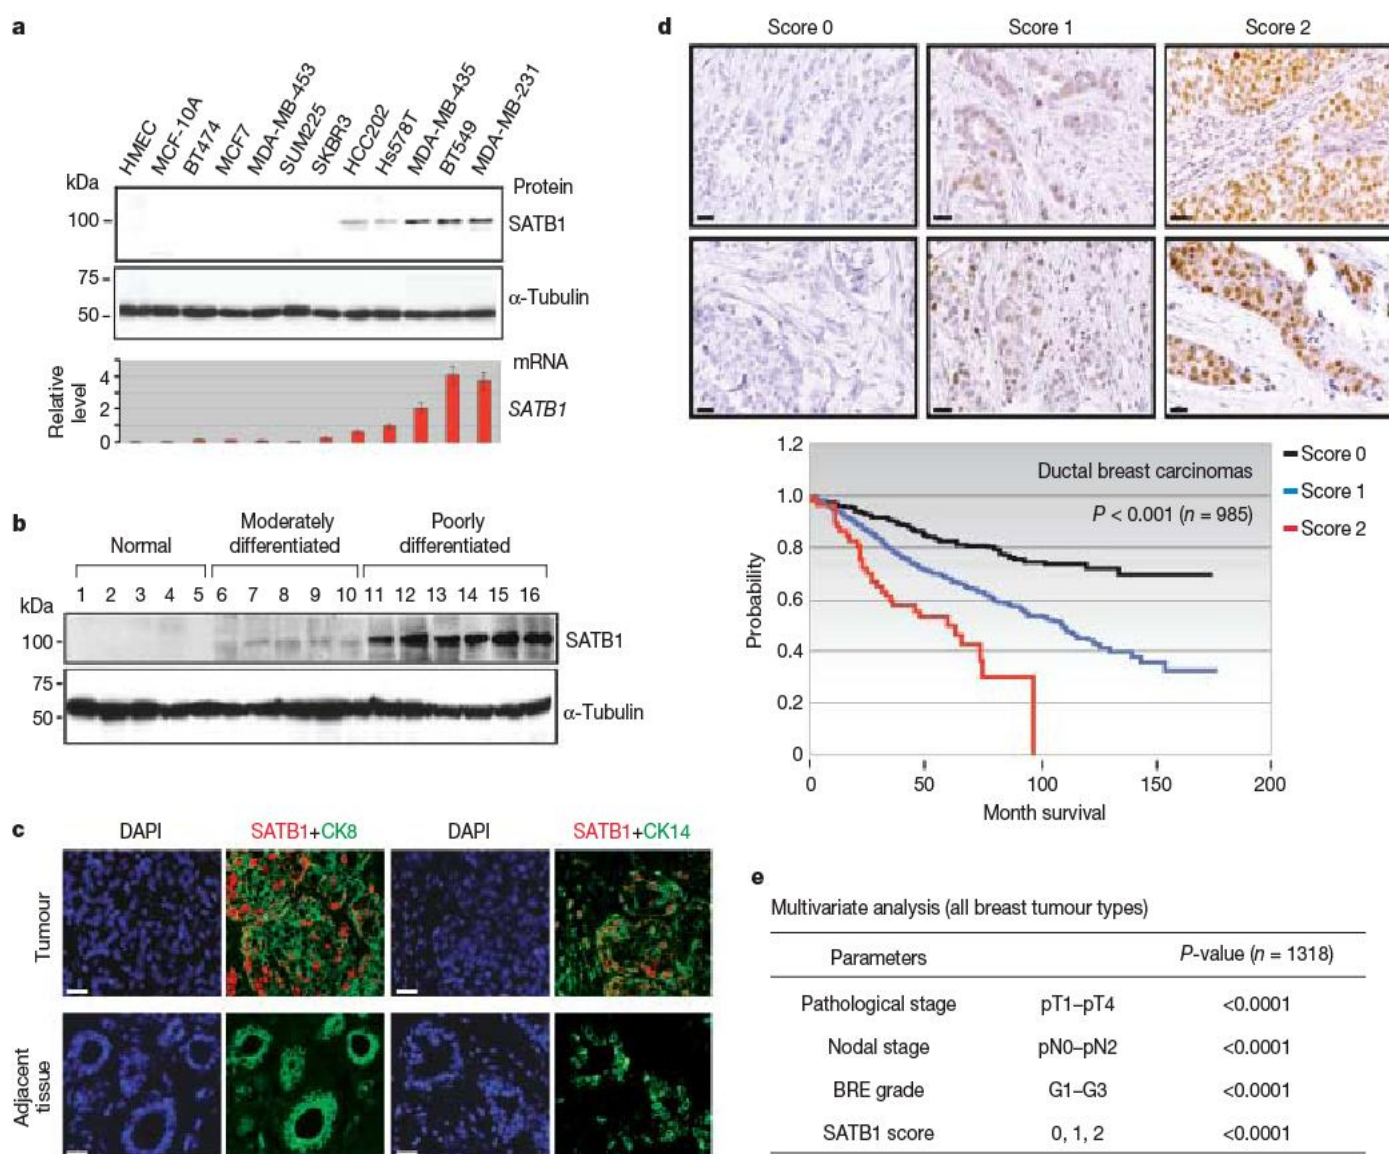 a
HMEC
MCF-10A
BT474
MCF7
MDA-MB-453
SUM225
SKBR3
HCC202
Hs578T
MDA-MB-435
BT549
MDA-MB-231
kDa
Protein
100
SATB1
75
50
α-Tubulin
mRNA
SATB1
Relative level
4
2
0
b
Normal
Moderately differentiated
Poorly differentiated
1 2 3 4 5 6 7 8 9 10 11 12 13 14 15 16
kDa
100
SATB1
75
50
α-Tubulin
c
DAPI SATB1+CK8 DAPI SATB1+CK14
Tumour
Adjacent tissue
d
Score 0 Score 1 Score 2
1.2
1.0
0.8
0.6
0.4
0.2
0
Probability
Ductal breast carcinomas
P < 0.001 (n = 985)
Score 0
Score 1
Score 2
0 50 100 150 200
Month survival
e
Multivariate analysis (all breast tumour types)
Parameters P-value (n = 1318)
Pathological stage pT1–pT4 <0.0001
Nodal stage pN0–pN2 <0.0001
BRE grade G1–G3 <0.0001
SATB1 score 0, 1, 2 <0.0001